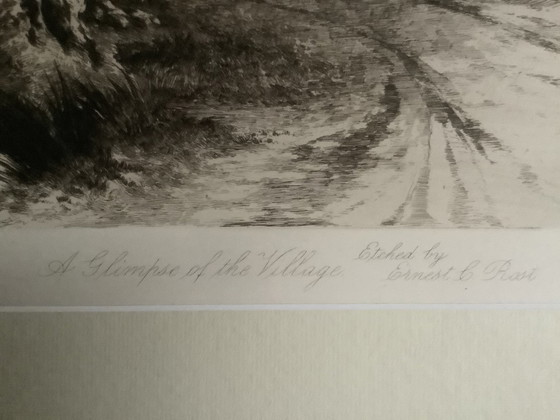 A Glimpse of the Village.
Etched by
Ernest C Rost